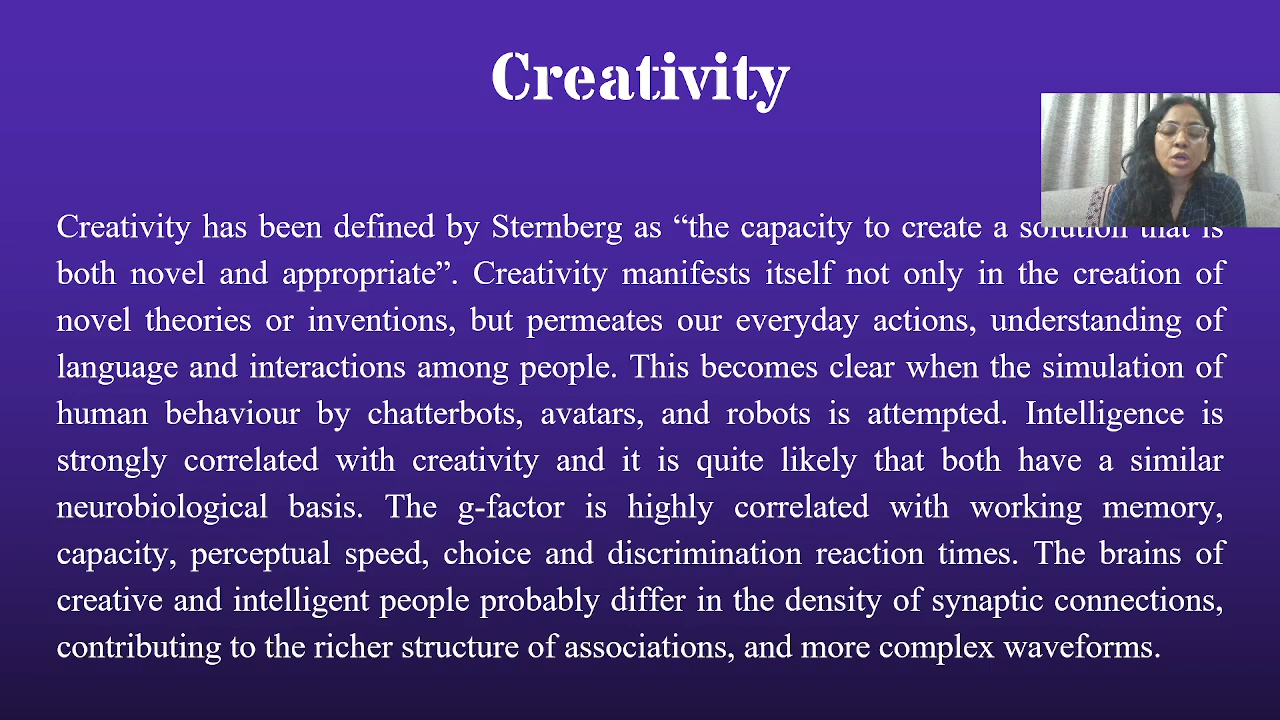 Creativity
Creativity has been defined by Sternberg as “the capacity to create a solution that is
both novel and appropriate”. Creativity manifests itself not only in the creation of
novel theories or inventions, but permeates our everyday actions, understanding of
language and interactions among people. This becomes clear when the simulation of
human behaviour by chatterbots, avatars, and robots is attempted. Intelligence is
strongly correlated with creativity and it is quite likely that both have a similar
neurobiological basis. The g-factor is highly correlated with working memory,
capacity, perceptual speed, choice and discrimination reaction times. The brains of
creative and intelligent people probably differ in the density of synaptic connections,
contributing to the richer structure of associations, and more complex waveforms.